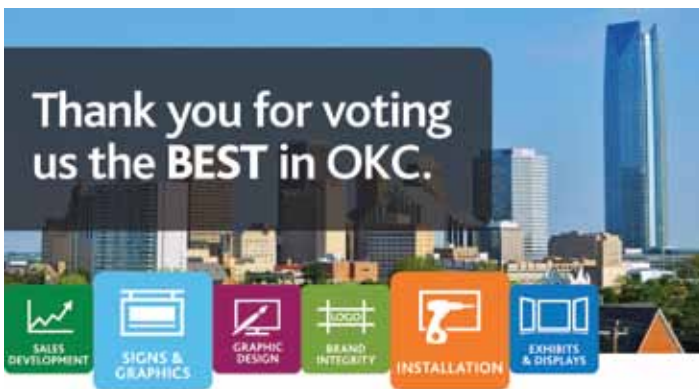 Thank you for voting
us the BEST in OKC.
SALES
DEVELOPMENT
SIGNS &
GRAPHICS
GRAPHIC
DESIGN
LOGO
BRAND
INTEGRITY
INSTALLATION
EXHIBITS
& DISPLAYS